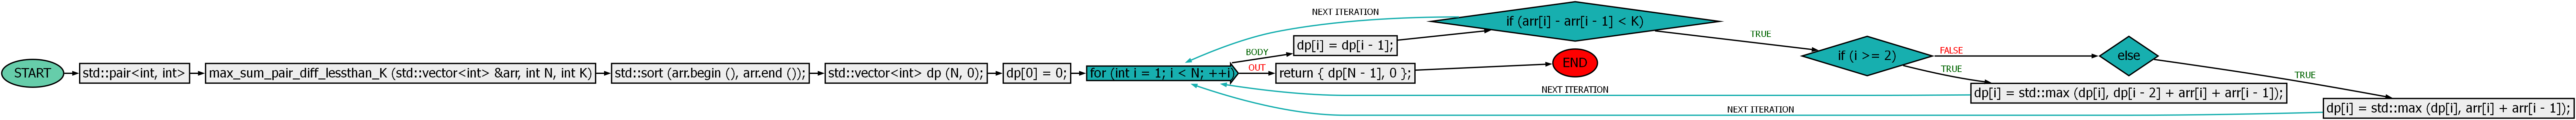 START
std::pair<int, int>
max_sum_pair_diff_lessthan_K (std::vector<int> &arr, int N, int K)
std::sort (arr.begin (), arr.end ());
std::vector<int> dp (N, 0);
dp[0] = 0;
for (int i = 1; i < N; ++i)
NEXT ITERATION
BODY
OUT
dp[i] = dp[i - 1];
return { dp[N - 1], 0 };
if (arr[i] - arr[i - 1] < K)
END
NEXT ITERATION
NEXT ITERATION
TRUE
if (i >= 2)
FALSE
TRUE
else
TRUE
dp[i] = std::max (dp[i], dp[i - 2] + arr[i] + arr[i - 1]);
dp[i] = std::max (dp[i], arr[i] + arr[i - 1]);